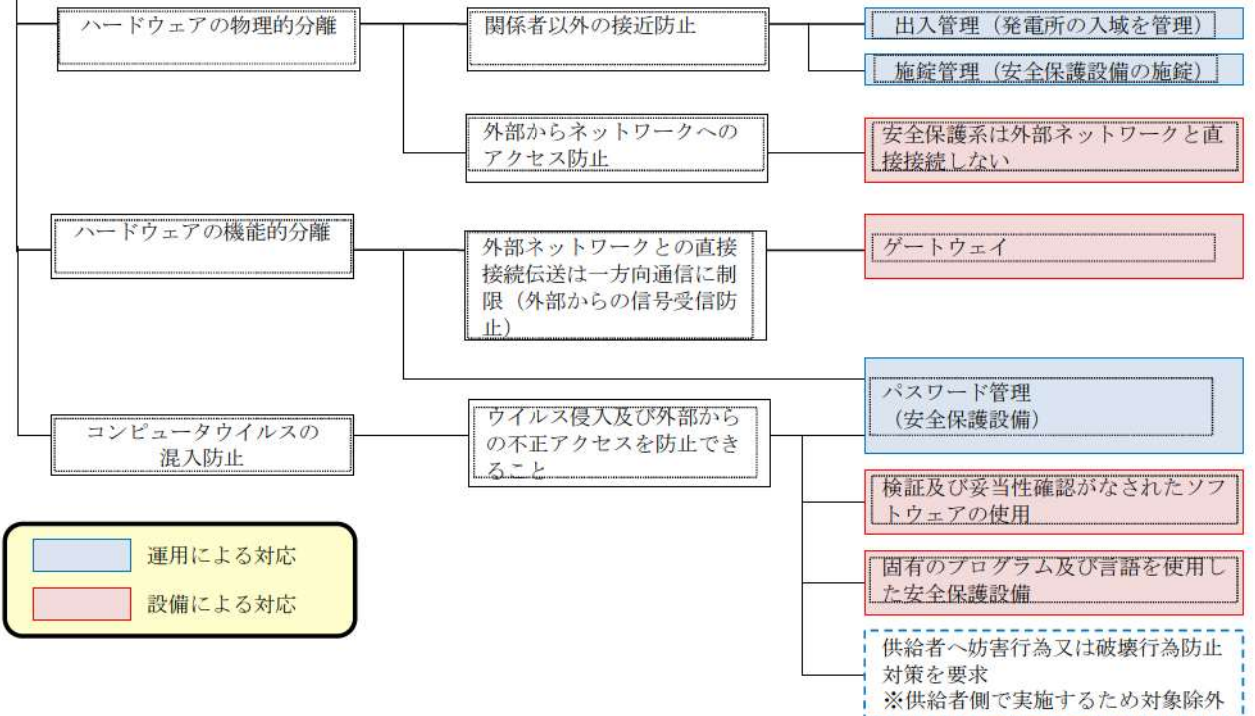 ハードウェアの物理的分離
関係者以外の接近防止
出入管理（発電所の入域を管理）
施錠管理（安全保護設備の施錠）
外部からネットワークへの
アクセス防止
安全保護系は外部ネットワークと直
接接続しない
ハードウェアの機能的分離
外部ネットワークとの直接
接続伝送は一方向通信に制
限（外部からの信号受信防
止）
ゲートウェイ
パスワード管理
（安全保護設備）
コンピュータウイルスの
混入防止
ウイルス侵入及び外部から
の不正アクセスを防止でき
ること
検証及び妥当性確認がなされたソフ
トウェアの使用
固有のプログラム及び言語を使用し
た安全保護設備
供給者へ妨害行為又は破壊行為防止
対策を要求
※供給者側で実施するため対象除外
運用による対応
設備による対応